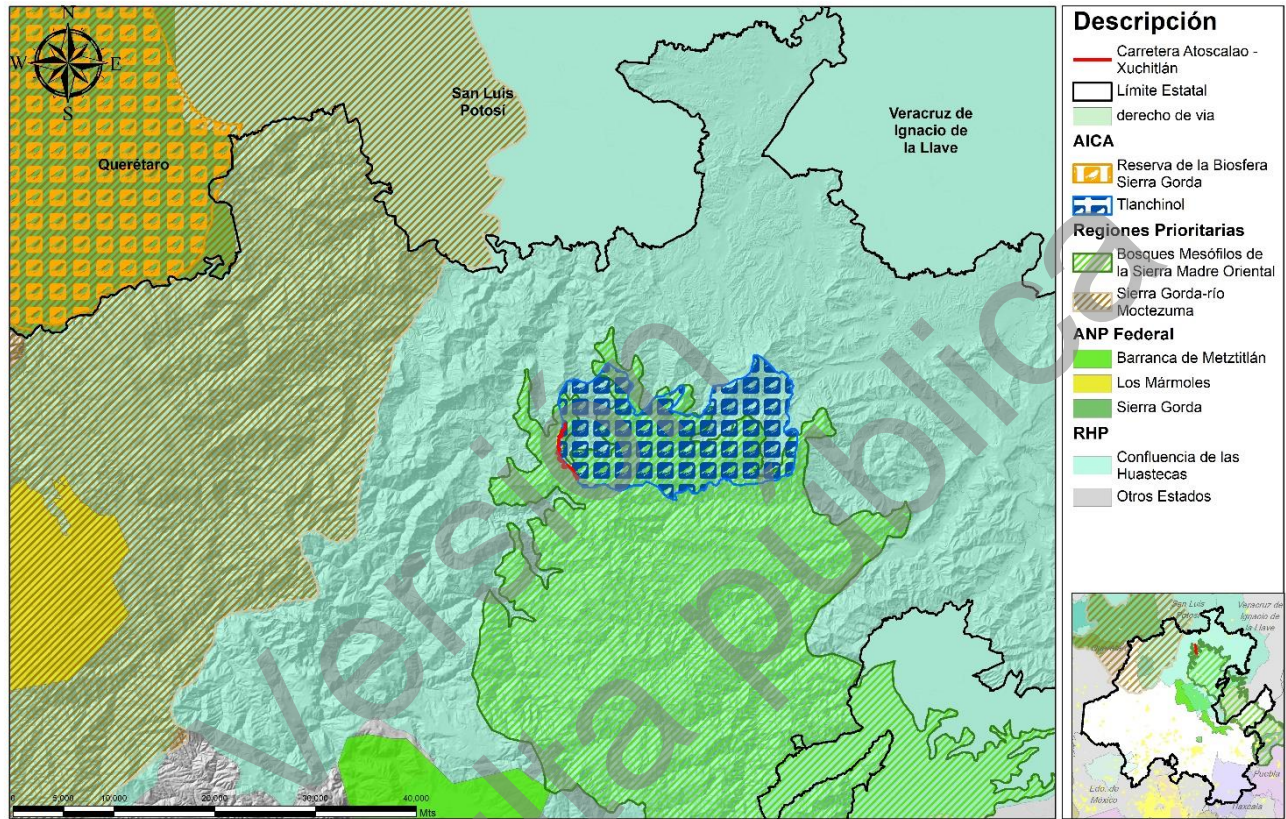 N
W E
S
San Luis
Potosí
Querétaro
Veracruz de
Ignacio de
la Llave
0 5,000 10,000 20,000 30,000 40,000
Mts
Versión
pública
Descripción
Carretera Atoscalao -
Xuchitlán
Límite Estatal
derecho de via
AICA
Reserva de la Biosfera
Sierra Gorda
Tlanchinol
Regiones Prioritarias
Bosques Mesófilos de
la Sierra Madre Oriental
Sierra Gorda-río
Moctezuma
ANP Federal
Barranca de Metztitlán
Los Mármoles
Sierra Gorda
RHP
Confluencia de las
Huastecas
Otros Estados
San Luis
Potosí
Veracruz de
Ignacio de
la Llave
Puebla
Edo. de
México
Tlaxcala